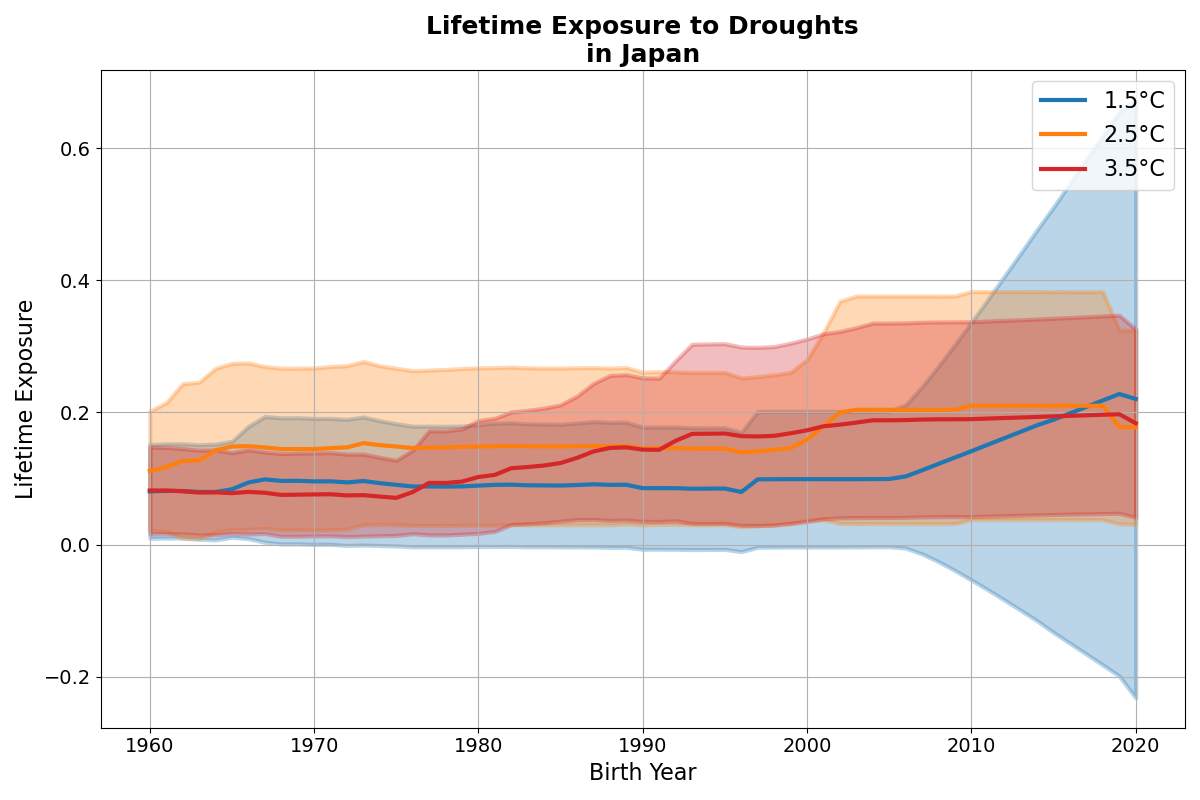 Lifetime Exposure to Droughts
in Japan
1.5°C
2.5°C
3.5°C
Lifetime Exposure
0.6
0.4
0.2
0.0
−0.2
1960 1970 1980 1990 2000 2010 2020
Birth Year